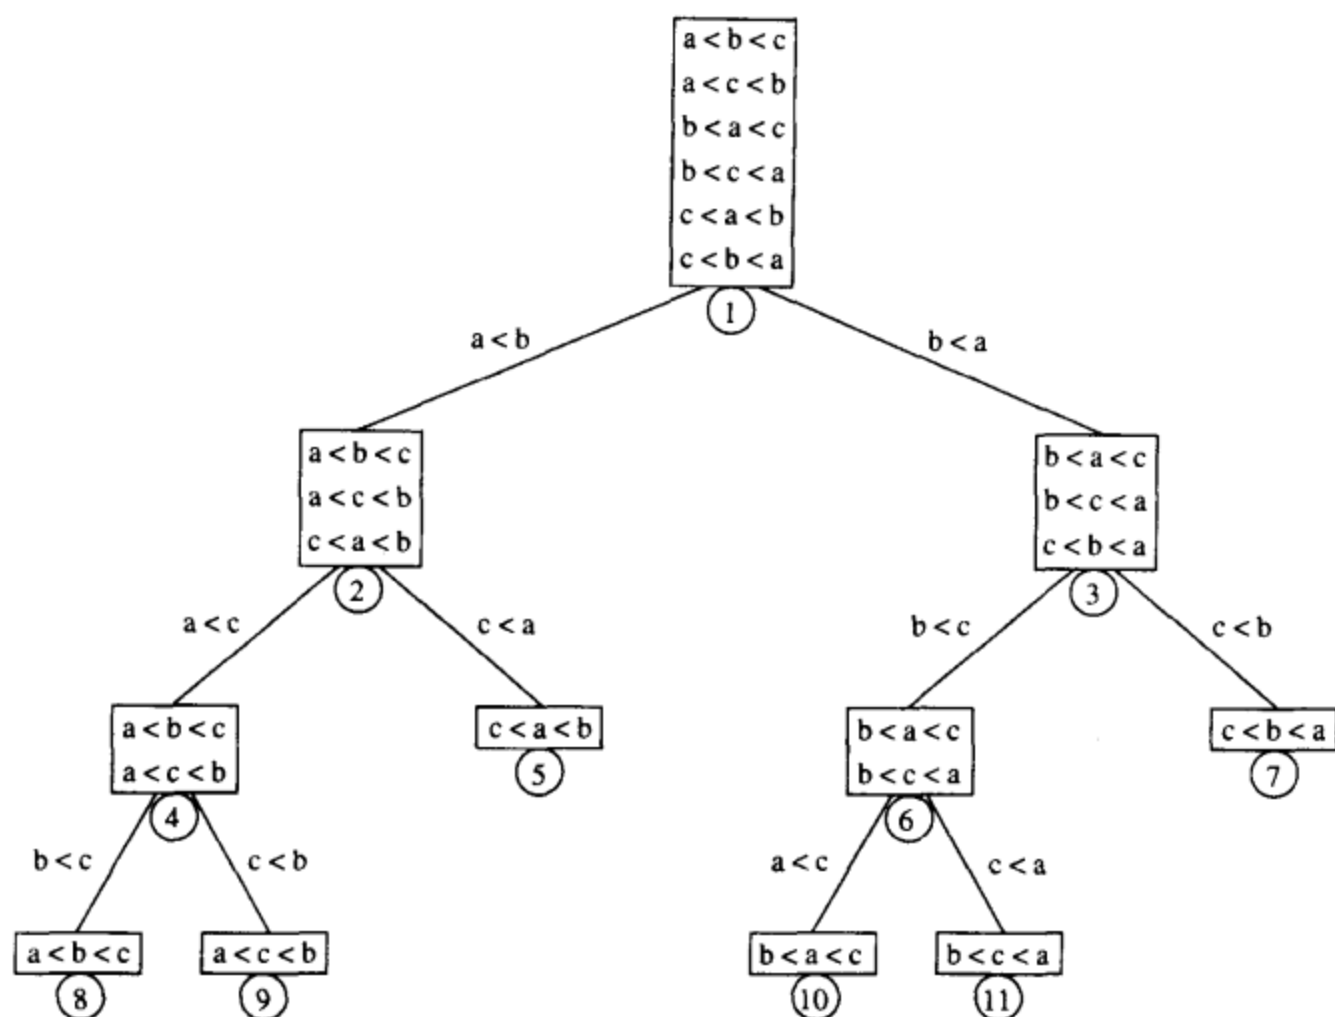 a < b < c
a < c < b
b < a < c
b < c < a
c < a < b
c < b < a
1
a < b
b < a
a < b < c
a < c < b
c < a < b
2
b < a < c
b < c < a
c < b < a
3
a < c
c < a
b < c
c < b
a < b < c
a < c < b
4
c < a < b
5
b < a < c
b < c < a
6
c < b < a
7
b < c
c < b
a < c
c < a
a < b < c
8
a < c < b
9
b < a < c
10
b < c < a
11